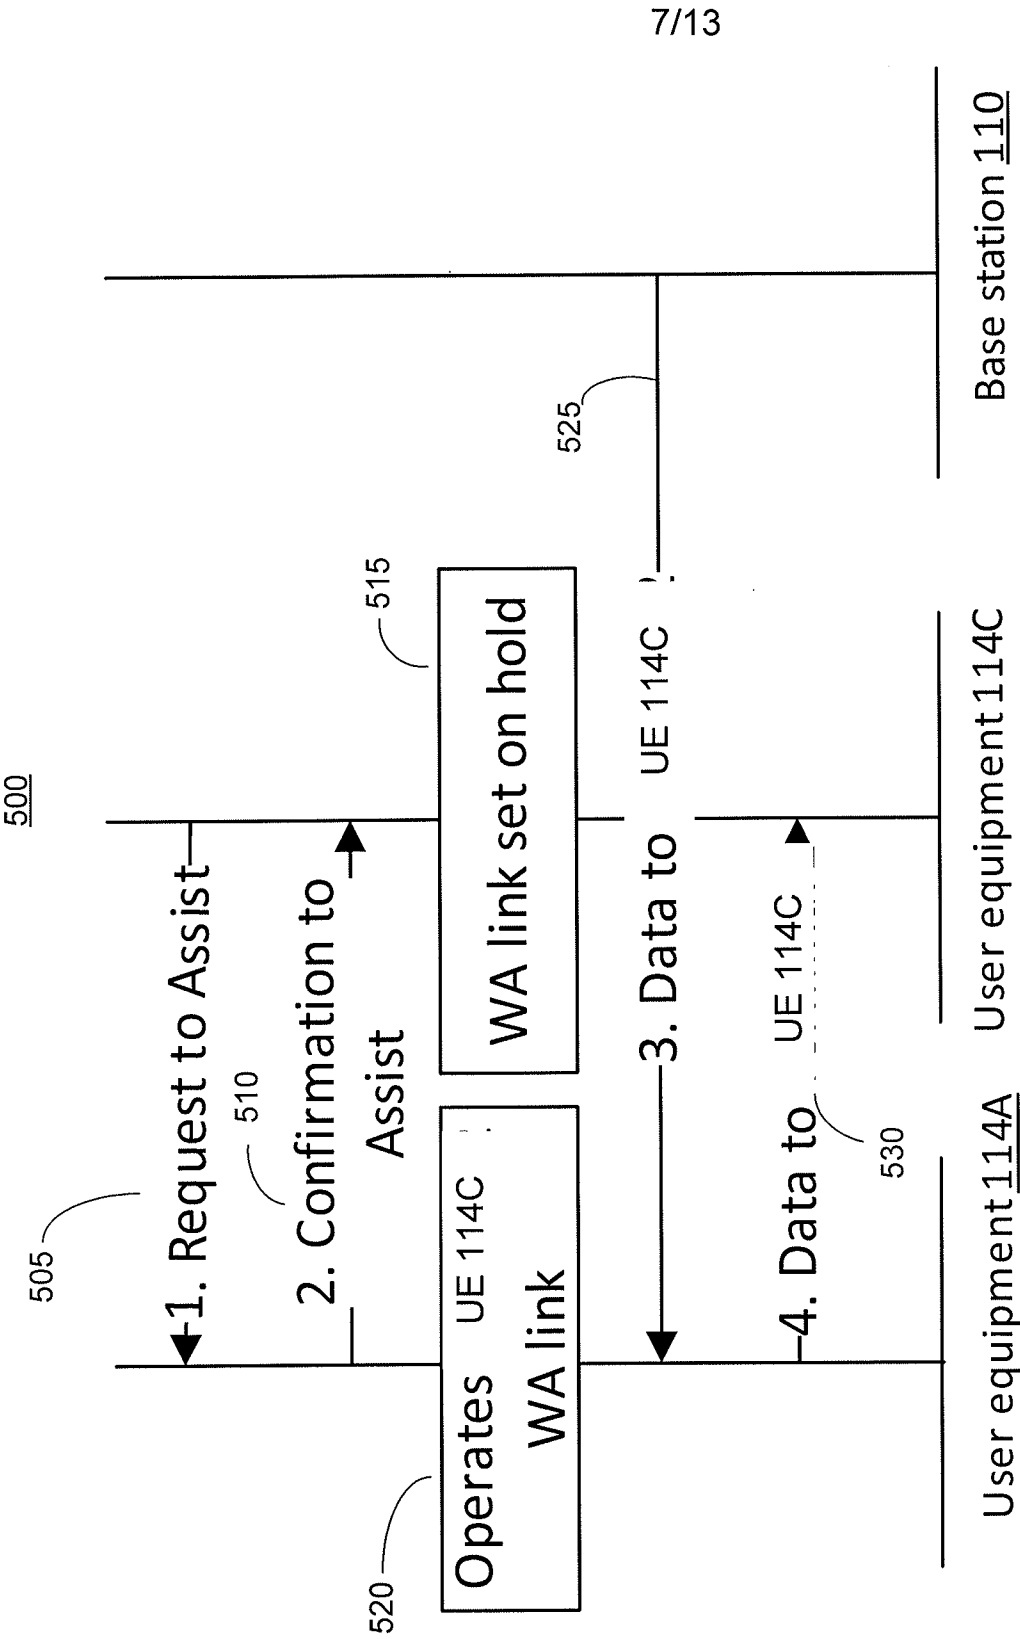 7/13
500
505
1. Request to Assist
510
2. Confirmation to
Assist
520
Operates UE 114C
WA link
515
WA link set on hold
525
3. Data to UE 114C
4. Data to UE 114C
530
User equipment 114A
User equipment 114C
Base station 110